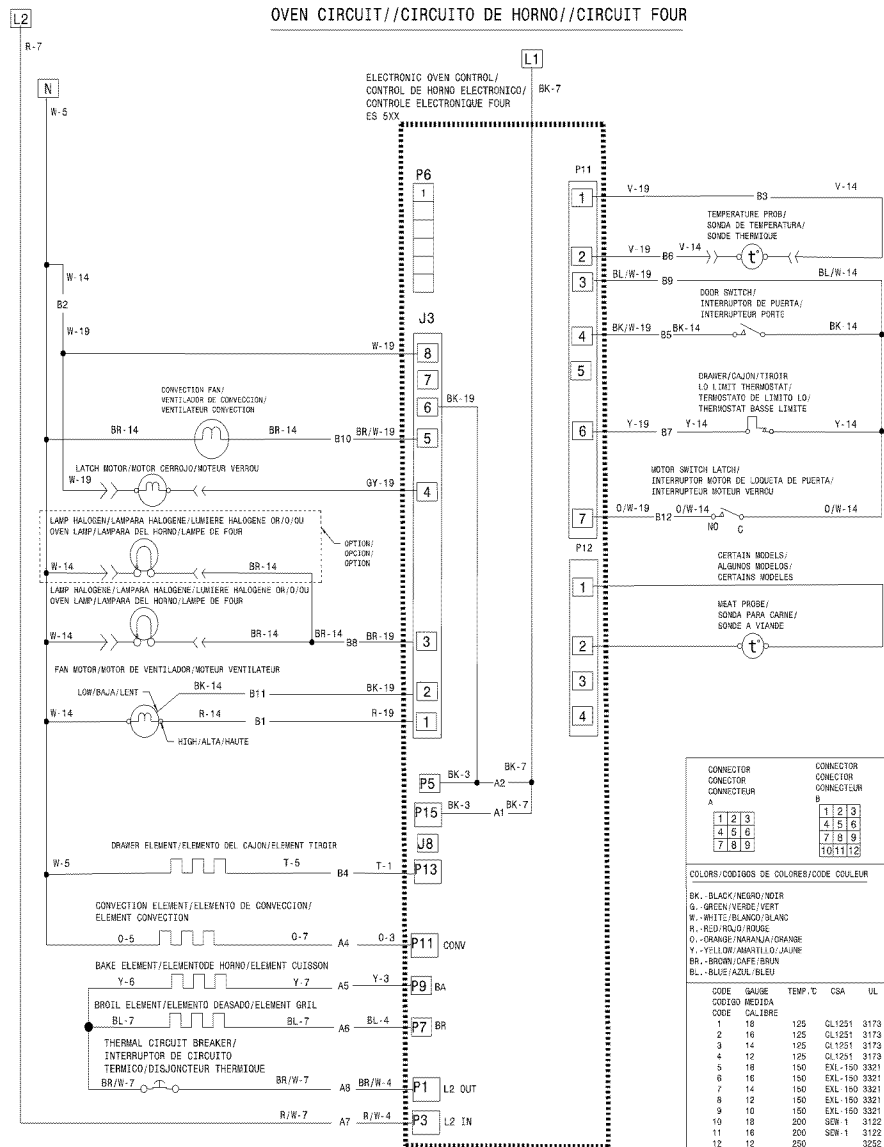 OVEN CIRCUIT//CIRCUITO DE HORNO//CIRCUIT FOUR
L2
R-7
N
W-5
L1
BK-7
ELECTRONIC OVEN CONTROL/
CONTROL DE HORNO ELECTRONICO/
CONTROLE ELECTRONIQUE FOUR
ES 5XX
P6
1
W-14
B2
W-19
W-19
J3
8
7
6
BK-19
CONVECTION FAN/
VENTILADOR DE CONVECCION/
VENTILATEUR CONVECTION
BR-14
BR-14
B10
BR/W-19
5
LATCH MOTOR/MOTOR CERROJO/MOTEUR VERROU
W-19
GY-19
4
LAMP HALOGEN/LAMPARA HALOGENE/LUMIERE HALOGENE OR/O/OU
OVEN LAMP/LAMPARA DEL HORNO/LAMPE DE FOUR
W-14
BR-14
OPTION/
OPCION/
OPTION
LAMP HALOGENE/LAMPARA HALOGENE/LUMIERE HALOGENE OR/O/OU
OVEN LAMP/LAMPARA DEL HORNO/LAMPE DE FOUR
W-14
BR-14
BR-14
B8
BR-19
3
FAN MOTOR/MOTOR DE VENTILADOR/MOTEUR VENTILATEUR
LOW/BAJA/LENT
BK-14
B11
BK-19
2
W-14
R-14
B1
R-19
1
HIGH/ALTA/HAUTE
P5
BK-3
A2
BK-7
P15
BK-3
A1
BK-7
J8
DRAWER ELEMENT/ELEMENTO DEL CAJON/ELEMENT TIROIR
W-5
T-5
B4
T-1
P13
CONVECTION ELEMENT/ELEMENTO DE CONVECCION/
ELEMENT CONVECTION
O-5
O-7
A4
O-3
P11 CONV
BAKE ELEMENT/ELEMENTODE HORNO/ELEMENT CUISSON
Y-6
Y-7
A5
Y-3
P9 BA
BROIL ELEMENT/ELEMENTO DEASADO/ELEMENT GRIL
BL-7
BL-7
A6
BL-4
P7 BR
THERMAL CIRCUIT BREAKER/
INTERRUPTOR DE CIRCUITO
TERMICO/DISJONCTEUR THERMIQUE
BR/W-7
BR/W-7
A8
BR/W-4
P1 L2 OUT
R/W-7
A7
R/W-4
P3 L2 IN
P11
1
V-19
B3
V-14
TEMPERATURE PROB/
SONDA DE TEMPERATURA/
SONDE THERMIQUE
2
V-19
B6
V-14
t°
3
BL/W-19
B9
BL/W-14
DOOR SWITCH/
INTERRUPTOR DE PUERTA/
INTERRUPTEUR PORTE
4
BK/W-19
B5
BK-14
BK-14
5
DRAWER/CAJON/TIROIR
LO LIMIT THERMOSTAT/
TERMOSTATO DE LIMITO LO/
THERMOSTAT BASSE LIMITE
6
Y-19
B7
Y-14
Y-14
MOTOR SWITCH LATCH/
INTERRUPTOR MOTOR DE LOQUETA DE PUERTA/
INTERRUPTEUR MOTEUR VERROU
7
O/W-19
B12
O/W-14
NO
C
O/W-14
P12
CERTAIN MODELS/
ALGUNOS MODELOS/
CERTAINS MODELES
1
MEAT PROBE/
SONDA PARA CARNE/
SONDE A VIANDE
2
t°
3
4
CONNECTOR
CONECTOR
CONNECTEUR
A
1 2 3
4 5 6
7 8 9
CONNECTOR
CONECTOR
CONNECTEUR
B
1 2 3
4 5 6
7 8 9
10 11 12
COLORS/CODIGOS DE COLORES/CODE COULEUR
BK.-BLACK/NEGRO/NOIR
G.-GREEN/VERDE/VERT
W.-WHITE/BLANCO/BLANC
R.-RED/ROJO/ROUGE
O.-ORANGE/NARANJA/ORANGE
Y.-YELLOW/AMARILLO/JAUNE
BR.-BROWN/CAFE/BRUN
BL.-BLUE/AZUL/BLEU
CODE GAUGE TEMP.°C CSA UL
CODIGO MEDIDA
CODE CALIBRE
1 18 125 CL1251 3173
2 16 125 CL1251 3173
3 14 125 CL1251 3173
4 12 125 CL1251 3173
5 18 150 EXL-150 3321
6 16 150 EXL-150 3321
7 14 150 EXL-150 3321
8 12 150 EXL-150 3321
9 10 150 EXL-150 3321
10 18 200 SEW-1 3122
11 16 200 SEW-1 3122
12 12 250 3252